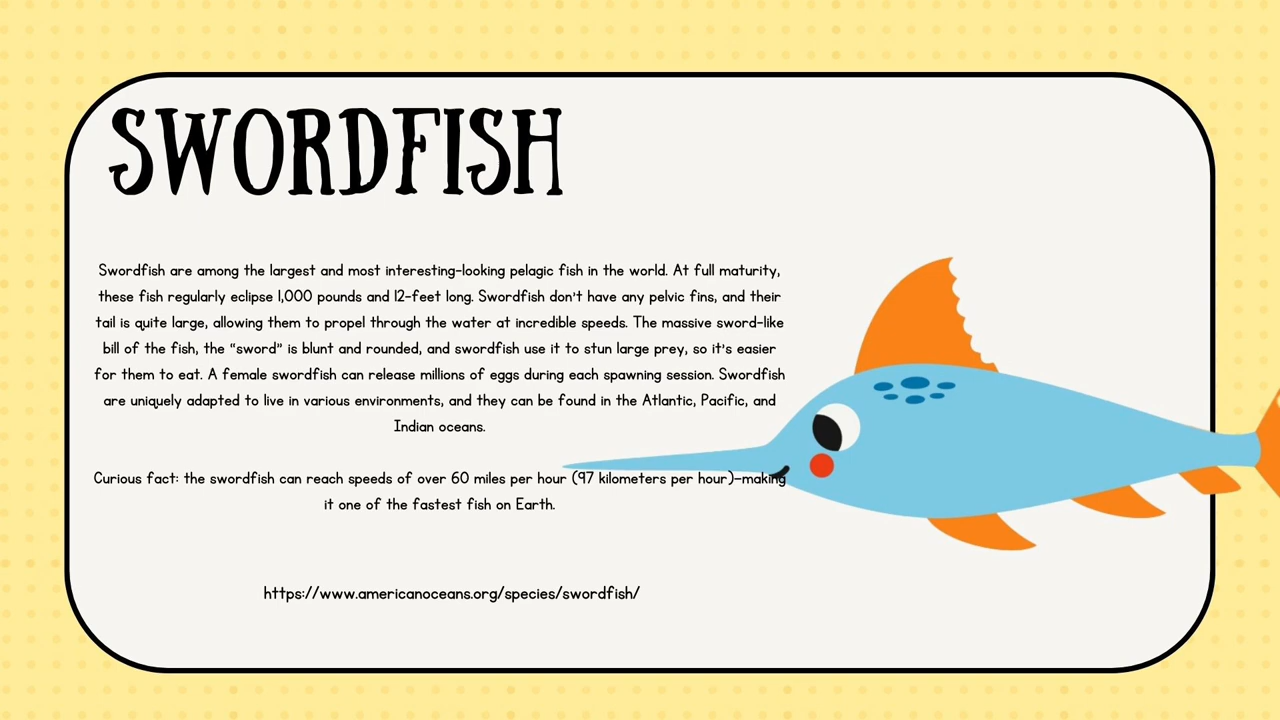 SWORDFISH
Swordfish are among the largest and most interesting-looking pelagic fish in the world. At full maturity,
these fish regularly eclipse 1,000 pounds and 12-feet long. Swordfish don't have any pelvic fins, and their
tail is quite large, allowing them to propel through the water at incredible speeds. The massive sword-like
bill of the fish, the “sword” is blunt and rounded, and swordfish use it to stun large prey, so it's easier
for them to eat. A female swordfish can release millions of eggs during each spawning session. Swordfish
are uniquely adapted to live in various environments, and they can be found in the Atlantic, Pacific, and
Indian oceans.
Curious fact: the swordfish can reach speeds of over 60 miles per hour (97 kilometers per hour)–making
it one of the fastest fish on Earth.
https://www.americanoceans.org/species/swordfish/